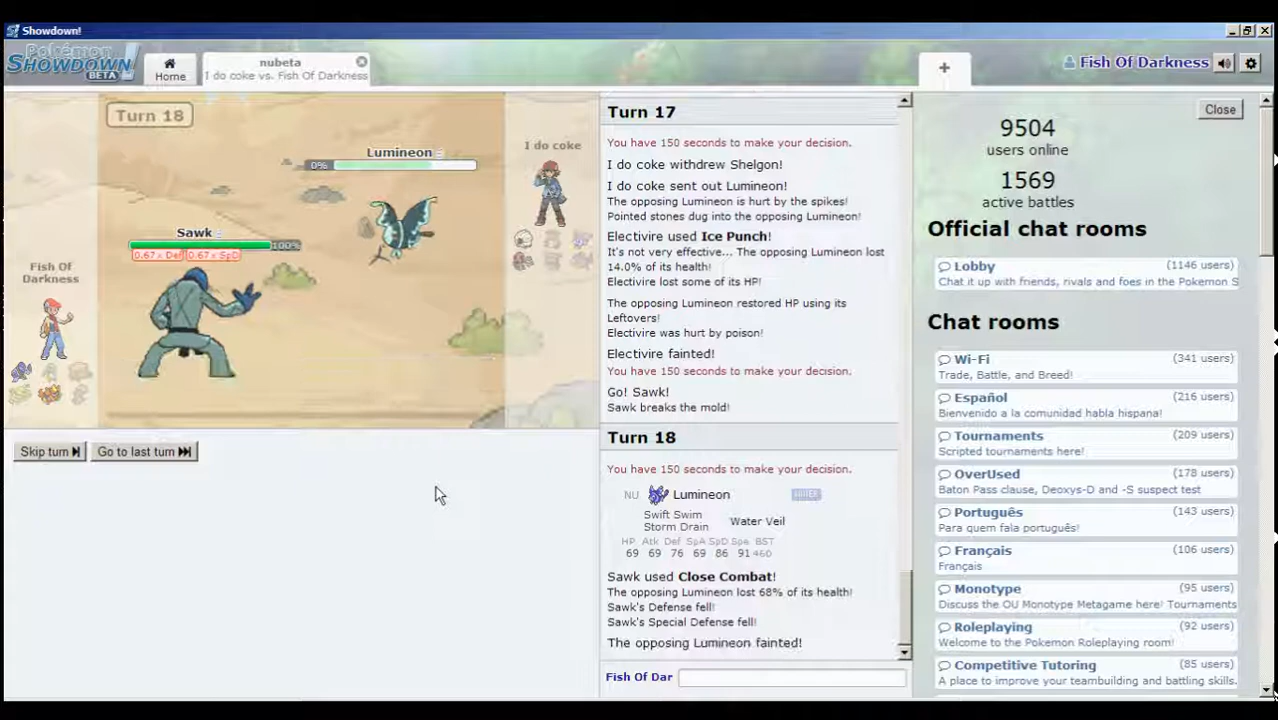 Showdown!
Pokémon
SHOWDOWN!
BETA
Home
nubeta
I do coke vs. Fish Of Darkness
+
Fish Of Darkness
Turn 18
Lumineon
0%
I do coke
Sawk
100%
0.67× Def 0.67× SpD
Fish Of
Darkness
Skip turn
Go to last turn
Turn 17
You have 150 seconds to make your decision.
I do coke withdrew Shelgon!
I do coke sent out Lumineon!
The opposing Lumineon is hurt by the spikes!
Pointed stones dug into the opposing Lumineon!
Electivire used Ice Punch!
It's not very effective... The opposing Lumineon lost
14.0% of its health!
Electivire lost some of its HP!
The opposing Lumineon restored HP using its
Leftovers!
Electivire was hurt by poison!
Electivire fainted!
You have 150 seconds to make your decision.
Go! Sawk!
Sawk breaks the mold!
Turn 18
You have 150 seconds to make your decision.
NU Lumineon WATER
Swift Swim
Storm Drain
Water Veil
HP Atk Def SpA SpD Spe BST
69 69 76 69 86 91 460
Sawk used Close Combat!
The opposing Lumineon lost 68% of its health!
Sawk's Defense fell!
Sawk's Special Defense fell!
The opposing Lumineon fainted!
Fish Of Dar
Close
9504
users online
1569
active battles
Official chat rooms
Lobby (1146 users)
Chat it up with friends, rivals and foes in the Pokemon S
Chat rooms
Wi-Fi (341 users)
Trade, Battle, and Breed!
Español (216 users)
Bienvenido a la comunidad habla hispana!
Tournaments (209 users)
Scripted tournaments here!
OverUsed (178 users)
Baton Pass clause, Deoxys-D and -S suspect test
Português (143 users)
Para quem fala português!
Français (106 users)
Français
Monotype (95 users)
Discuss the OU Monotype Metagame here! Tournaments
Roleplaying (92 users)
Welcome to the Pokemon Roleplaying room!
Competitive Tutoring (85 users)
A place to improve your teambuilding and battling skills.